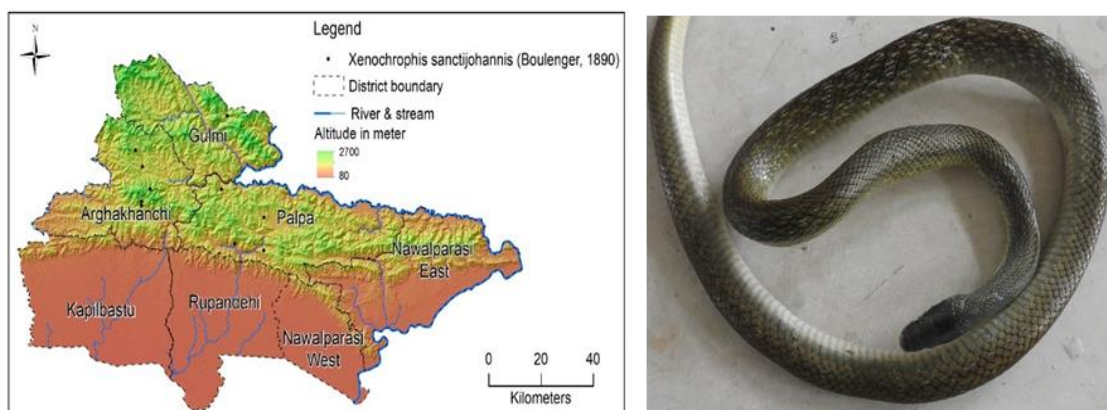 N
Legend
Xenochrophis sanctijohannis (Boulenger, 1890)
District boundary
River & stream
Altitude in meter
2700
80
Gulmi
Arghakhanchi
Palpa
Nawalparasi
East
Kapilbastu
Rupandehi
Nawalparasi
West
0 20 40
Kilometers